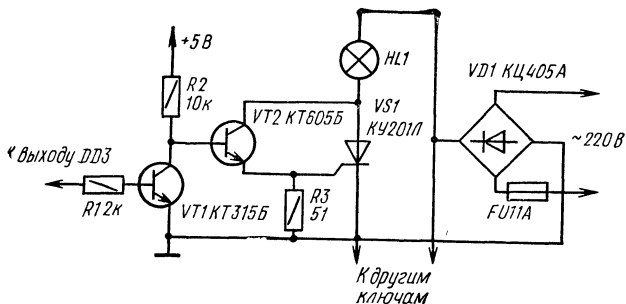 +5 В
R2
10к
HL1
VD1 КЦ405А
VT2 КТ605Б
VS1
КУ201Л
~220В
К выходу DD3
R1 2к
VT1 КТ315Б
R3
51
FU1 1А
К другим
ключам